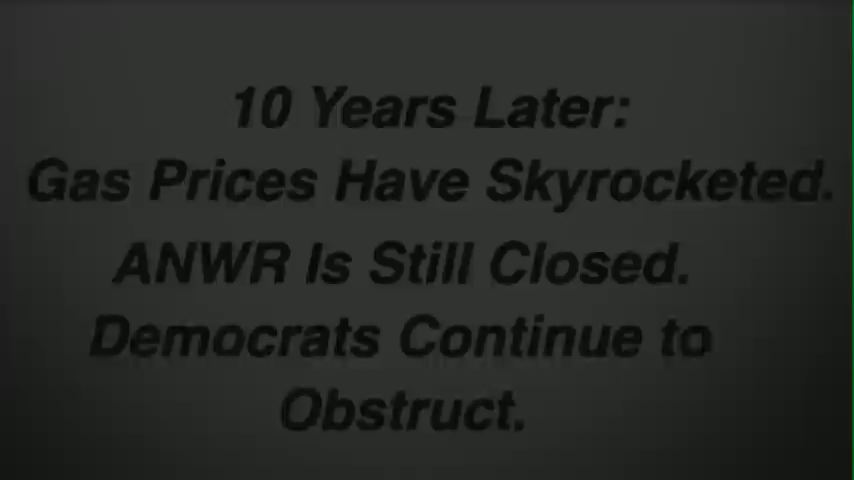 10 Years Later:
Gas Prices Have Skyrocketed.
ANWR Is Still Closed.
Democrats Continue to
Obstruct.